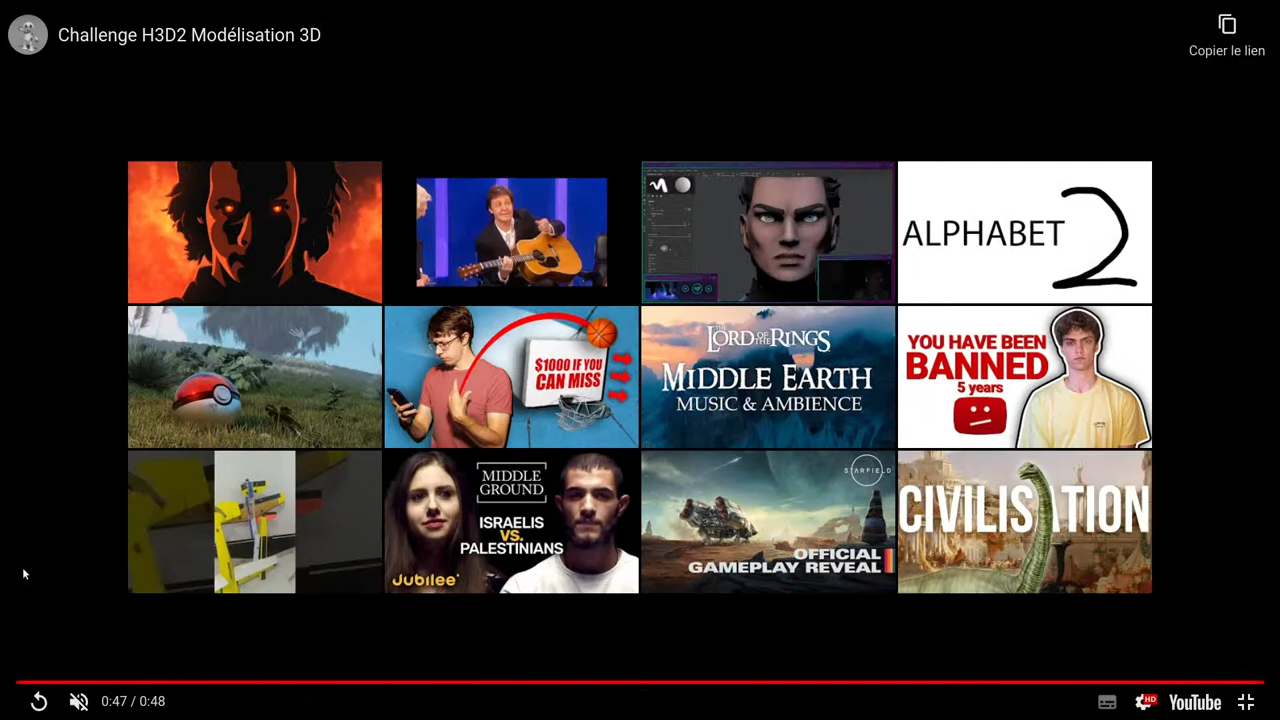 Challenge H3D2 Modélisation 3D
Copier le lien
ALPHABET 2
$1000 IF YOU
CAN MISS
THE
LORD OF THE RINGS
MIDDLE EARTH
MUSIC & AMBIENCE
YOU HAVE BEEN
BANNED
5 years
MIDDLE
GROUND
ISRAELIS
VS.
PALESTINIANS
Jubilee
STARFIELD
OFFICIAL
GAMEPLAY REVEAL
CIVILISATION
0:47 / 0:48
HD
YouTube